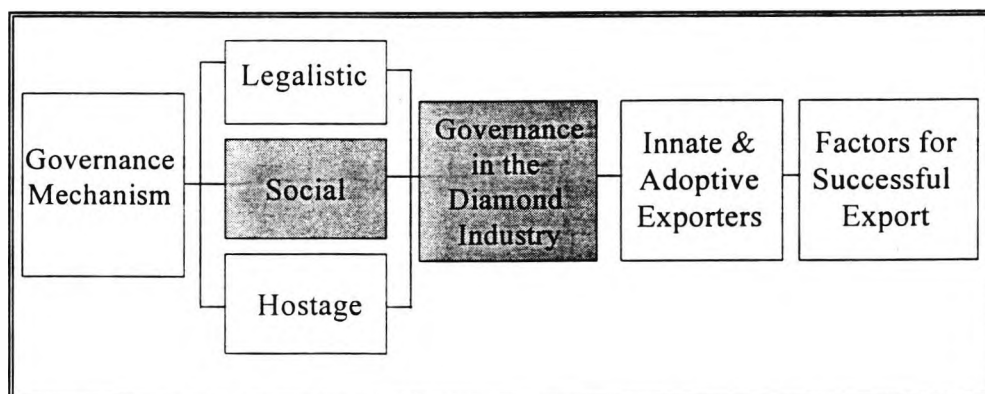 Governance
Mechanism
Legalistic
Social
Hostage
Governance
in the
Diamond
Industry
Innate &
Adoptive
Exporters
Factors for
Successful
Export